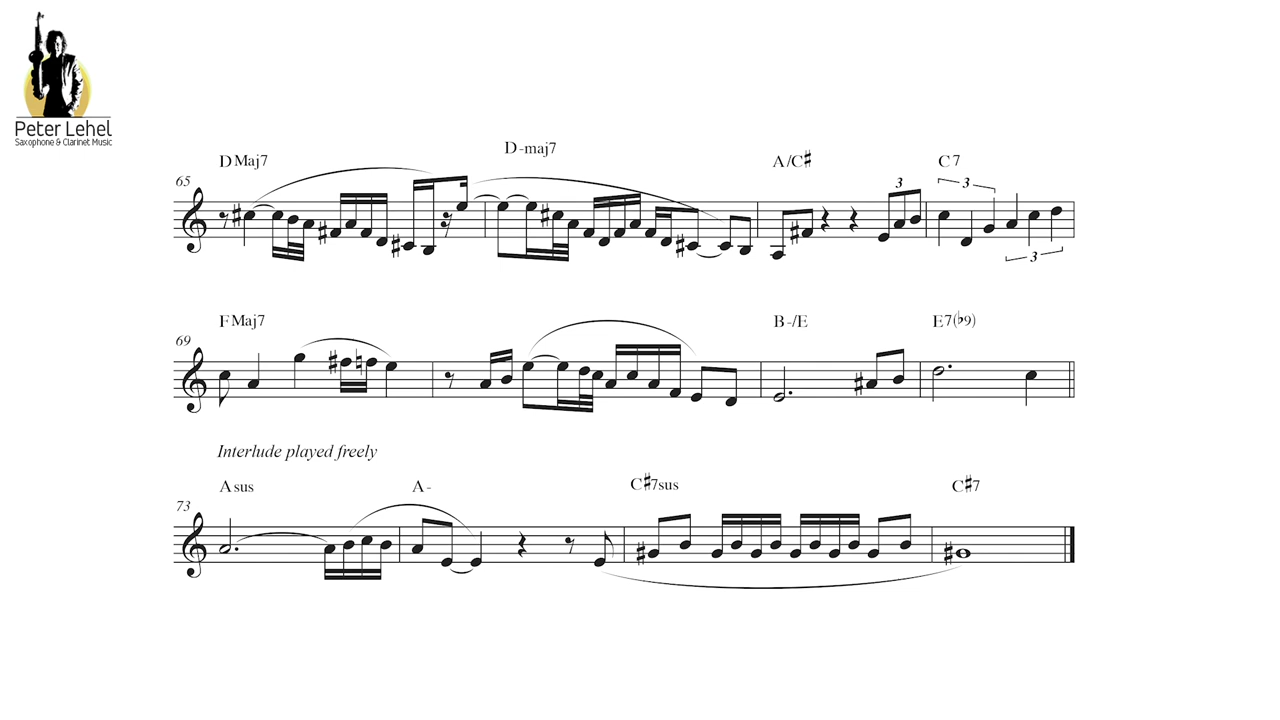 Peter Lehel
Saxophone & Clarinet Music
D Maj7 D-maj7 A/C♯ C7
65 3 3
3
F Maj7 B-/E E7(♭9)
69
Interlude played freely
A sus A- C♯7sus C♯7
73